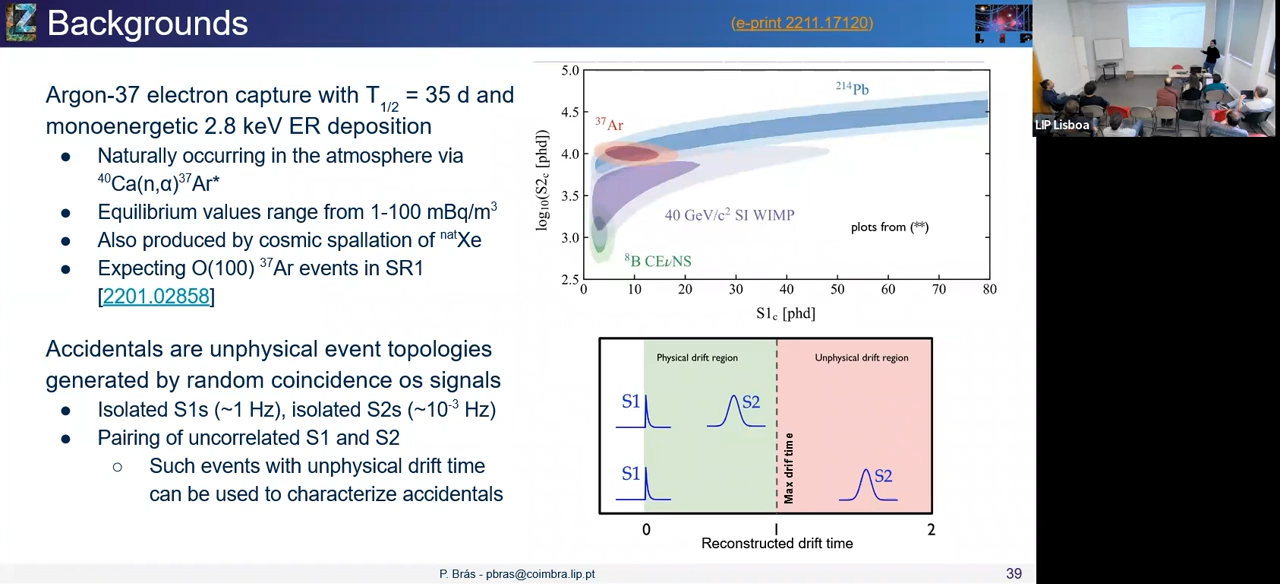 Backgrounds
(e-print 2211.17120)
LIP Lisboa
Argon-37 electron capture with T1/2 = 35 d and
monoenergetic 2.8 keV ER deposition
● Naturally occurring in the atmosphere via
⁴⁰Ca(n,α)³⁷Ar*
● Equilibrium values range from 1-100 mBq/m³
● Also produced by cosmic spallation of ⁿᵃᵗXe
● Expecting O(100) ³⁷Ar events in SR1
[2201.02858]
Accidentals are unphysical event topologies
generated by random coincidence os signals
● Isolated S1s (~1 Hz), isolated S2s (~10⁻³ Hz)
● Pairing of uncorrelated S1 and S2
○ Such events with unphysical drift time
can be used to characterize accidentals
log₁₀(S2c [phd])
5.0
4.5
4.0
3.5
3.0
2.5
²¹⁴Pb
³⁷Ar
40 GeV/c² SI WIMP
plots from (**)
⁸B CEνNS
0 10 20 30 40 50 60 70 80
S1c [phd]
Physical drift region
Unphysical drift region
S1 S2
Max drif time
S1 S2
0 1 2
Reconstructed drift time
P. Brás - pbras@coimbra.lip.pt
39